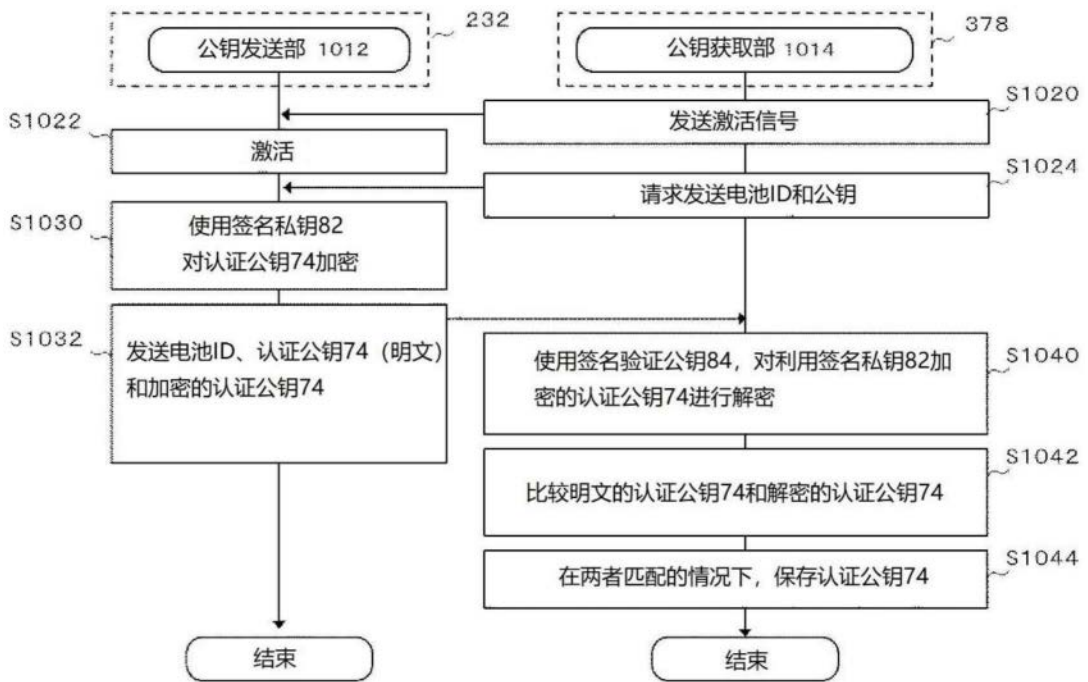 232
公钥发送部 1012
378
公钥获取部 1014
S1020
发送激活信号
S1022
激活
S1024
请求发送电池ID和公钥
S1030
使用签名私钥82
对认证公钥74加密
S1032
发送电池ID、认证公钥74（明文）
和加密的认证公钥74
S1040
使用签名验证公钥84，对利用签名私钥82加
密的认证公钥74进行解密
S1042
比较明文的认证公钥74和解密的认证公钥74
S1044
在两者匹配的情况下，保存认证公钥74
结束
结束